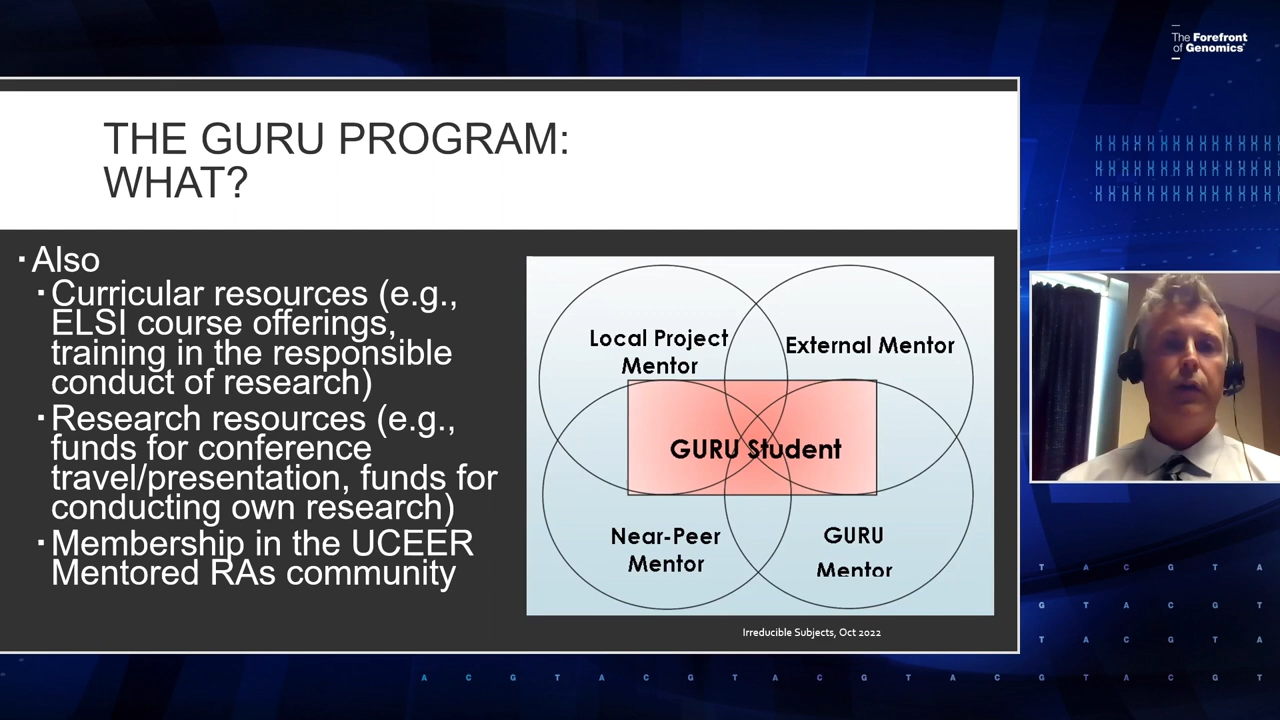 The Forefront
of Genomics®
THE GURU PROGRAM:
WHAT?
▪ Also
▪ Curricular resources (e.g.,
ELSI course offerings,
training in the responsible
conduct of research)
▪ Research resources (e.g.,
funds for conference
travel/presentation, funds for
conducting own research)
▪ Membership in the UCEER
Mentored RAs community
Local Project
Mentor
External Mentor
GURU Student
Near-Peer
Mentor
GURU
Mentor
Irreducible Subjects, Oct 2022
T A C G T A
G T A C G T
T A C G T A
A C G T A C G T A C G T A C G T A C G T A C G T